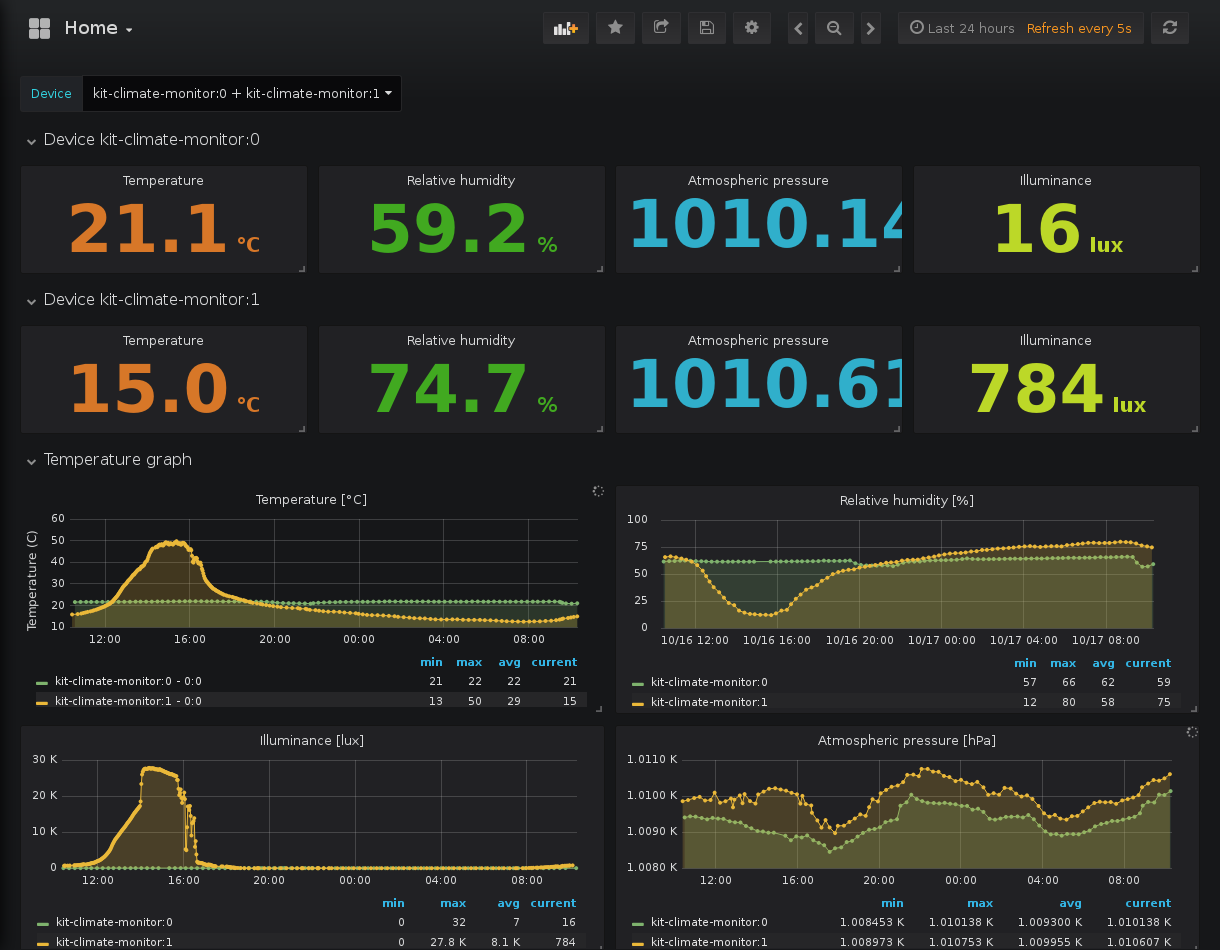 Home
Last 24 hours Refresh every 5s
Device kit-climate-monitor:0 + kit-climate-monitor:1
Device kit-climate-monitor:0
Temperature Relative humidity Atmospheric pressure Illuminance
21.1 °C 59.2 % 1010.14 16 lux
Device kit-climate-monitor:1
Temperature Relative humidity Atmospheric pressure Illuminance
15.0 °C 74.7 % 1010.61 784 lux
Temperature graph
Temperature [°C]
Temperature (C)
60
50
40
30
20
10
12:00 16:00 20:00 00:00 04:00 08:00
min max avg current
kit-climate-monitor:0 - 0:0 21 22 22 21
kit-climate-monitor:1 - 0:0 13 50 29 15
Relative humidity [%]
100
75
50
25
0
10/16 12:00 10/16 16:00 10/16 20:00 10/17 00:00 10/17 04:00 10/17 08:00
min max avg current
kit-climate-monitor:0 57 66 62 59
kit-climate-monitor:1 12 80 58 75
Illuminance [lux]
30 K
20 K
10 K
0
12:00 16:00 20:00 00:00 04:00 08:00
min max avg current
kit-climate-monitor:0 0 32 7 16
kit-climate-monitor:1 0 27.8 K 8.1 K 784
Atmospheric pressure [hPa]
1.0110 K
1.0100 K
1.0090 K
1.0080 K
12:00 16:00 20:00 00:00 04:00 08:00
min max avg current
kit-climate-monitor:0 1.008453 K 1.010138 K 1.009300 K 1.010138 K
kit-climate-monitor:1 1.008973 K 1.010753 K 1.009955 K 1.010607 K